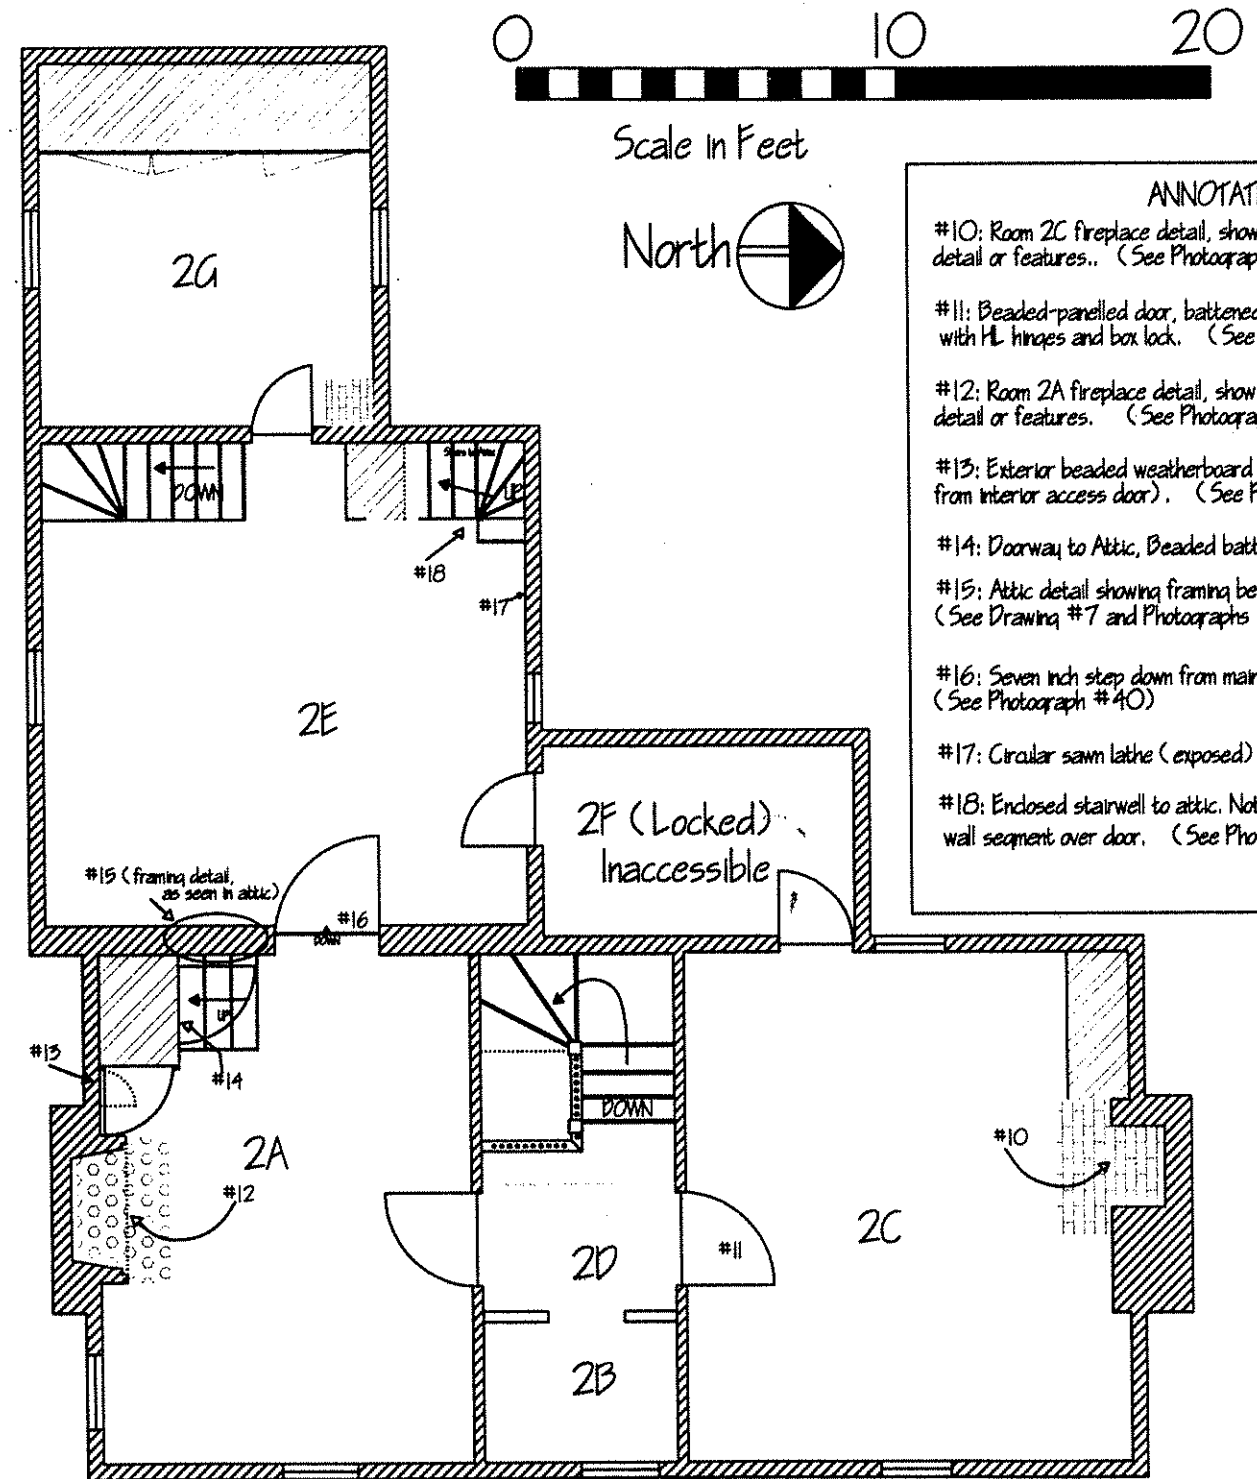 0 10 20
Scale in Feet
North
ANNOTATI
#10: Room 2C fireplace detail, show
detail or features.. (See Photograp
#11: Beaded-panelled door, battened
with HL hinges and box lock. (See
#12: Room 2A fireplace detail, show
detail or features. (See Photogra
#13: Exterior beaded weatherboard
from interior access door). (See P
#14: Doorway to Attic, Beaded batt
#15: Attic detail showing framing be
(See Drawing #7 and Photographs
#16: Seven inch step down from main
(See Photograph #40)
#17: Circular sawn lathe (exposed)
#18: Enclosed stairwell to attic. Not
wall segment over door. (See Pho
2G
DOWN
UP
#18
#17
2E
2F (Locked)
Inaccessible
#15 (framing detail,
as seen in attic)
#16
DOWN
UP
#13
#14
DOWN
2A
#12
#10
2C
#11
2D
2B